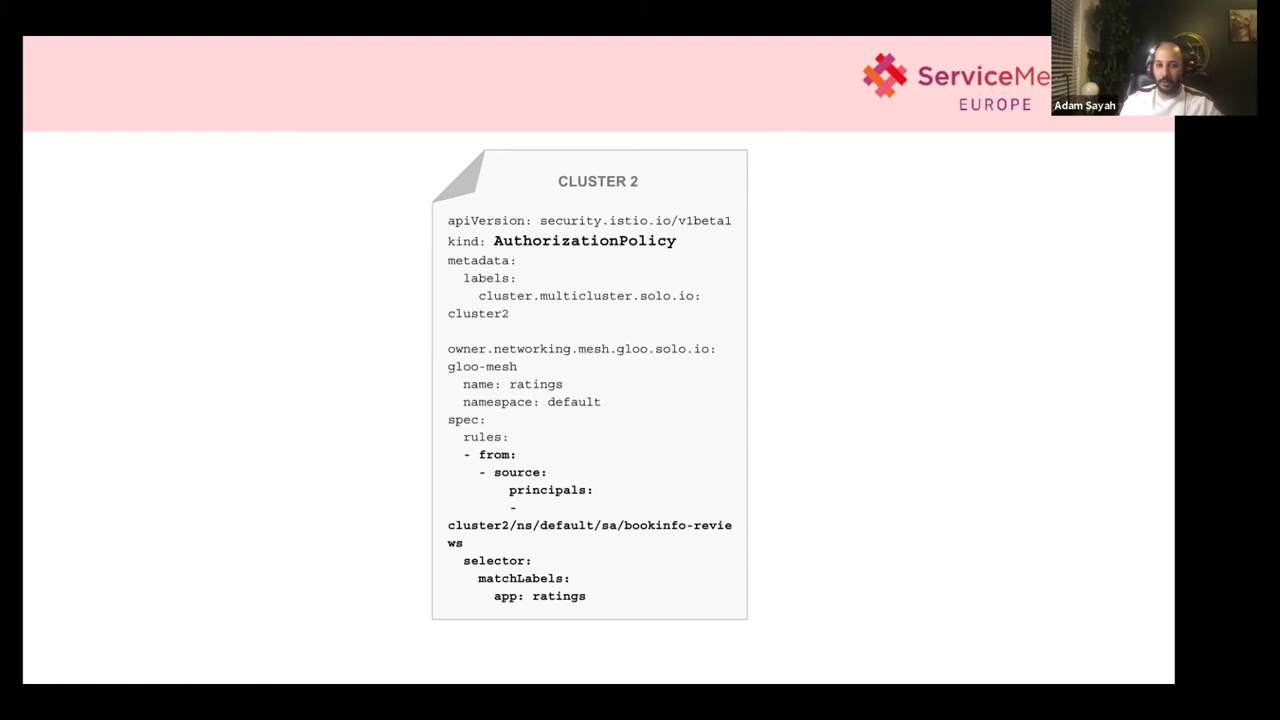 ServiceMe
EUROPE
Adam Sayah
CLUSTER 2
apiVersion: security.istio.io/v1beta1
kind: AuthorizationPolicy
metadata:
labels:
cluster.multicluster.solo.io:
cluster2
owner.networking.mesh.gloo.solo.io:
gloo-mesh
name: ratings
namespace: default
spec:
rules:
- from:
- source:
principals:
-
cluster2/ns/default/sa/bookinfo-revie
ws
selector:
matchLabels:
app: ratings